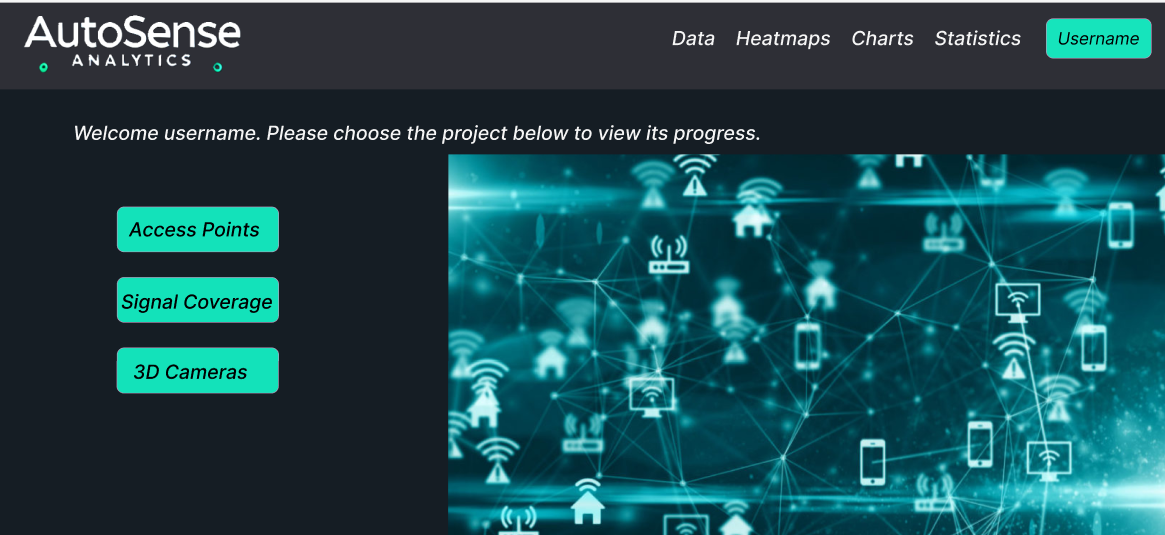 AutoSense
ANALYTICS
Data Heatmaps Charts Statistics Username
Welcome username. Please choose the project below to view its progress.
Access Points
Signal Coverage
3D Cameras